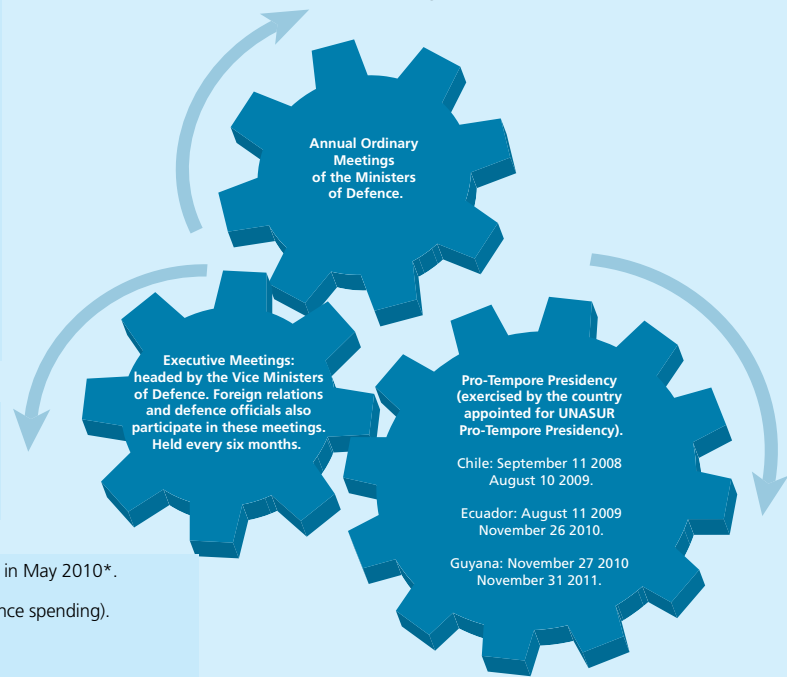 Annual Ordinary
Meetings
of the Ministers
of Defence.
Executive Meetings:
headed by the Vice Ministers
of Defence. Foreign relations
and defence officials also
participate in these meetings.
Held every six months.
Pro-Tempore Presidency
(exercised by the country
appointed for UNASUR
Pro-Tempore Presidency).
Chile: September 11 2008
August 10 2009.
Ecuador: August 11 2009
November 26 2010.
Guyana: November 27 2010
November 31 2011.
in May 2010*.
spending).